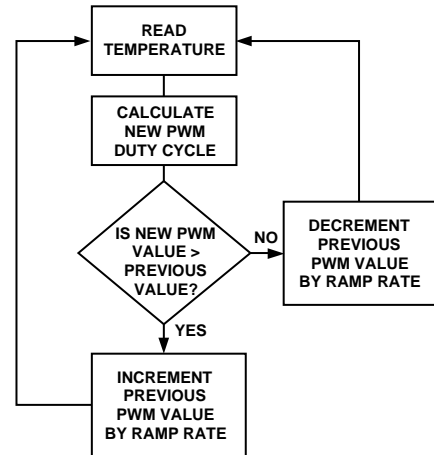 READ
TEMPERATURE
CALCULATE
NEW PWM
DUTY CYCLE
IS NEW PWM
VALUE >
PREVIOUS
VALUE?
NO
DECREMENT
PREVIOUS
PWM VALUE
BY RAMP RATE
YES
INCREMENT
PREVIOUS
PWM VALUE
BY RAMP RATE